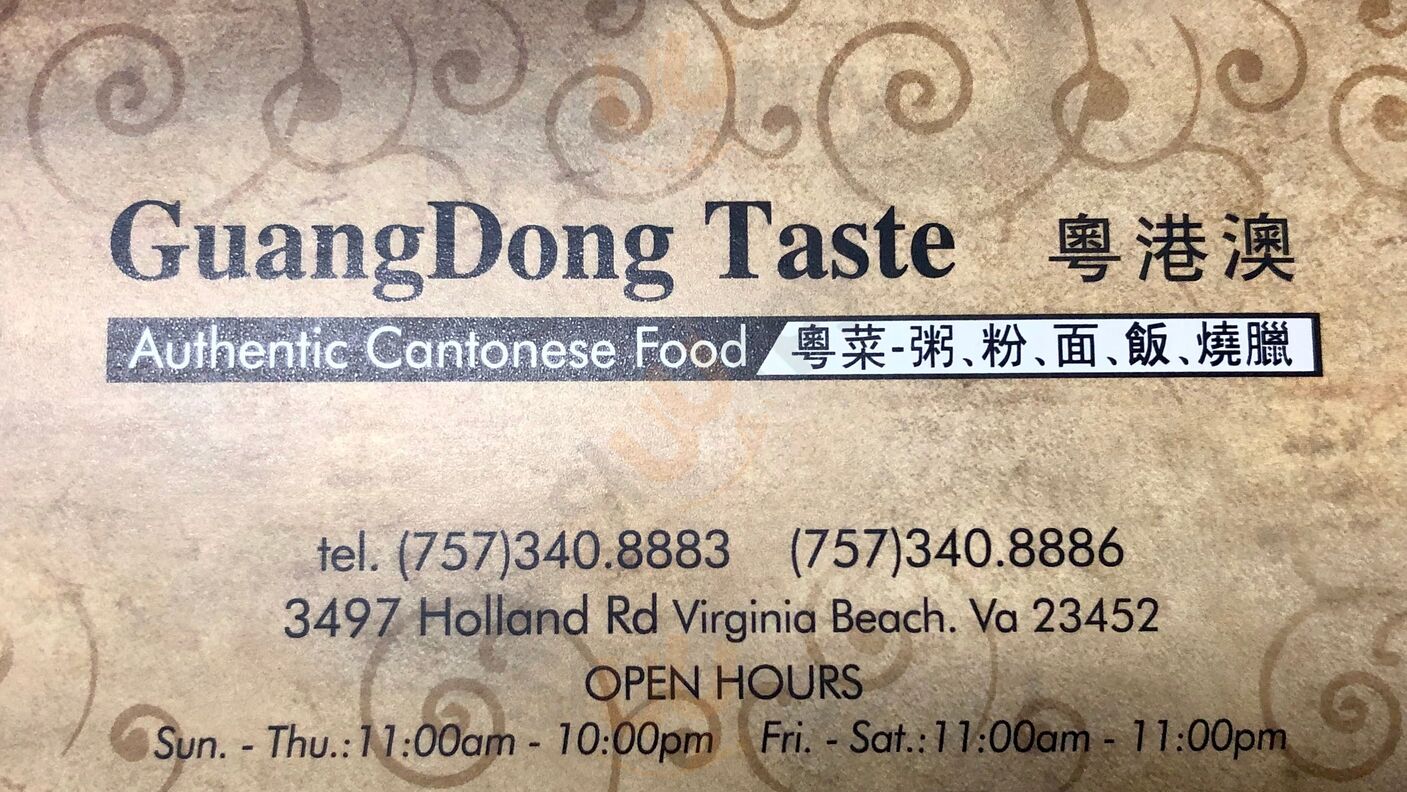 GuangDong Taste 粵港澳
Authentic Cantonese Food 粵菜-粥、粉、面、飯、燒臘
tel. (757)340.8883 (757)340.8886
3497 Holland Rd Virginia Beach. Va 23452
OPEN HOURS
Sun. - Thu.:11:00am - 10:00pm Fri. - Sat.:11:00am - 11:00pm